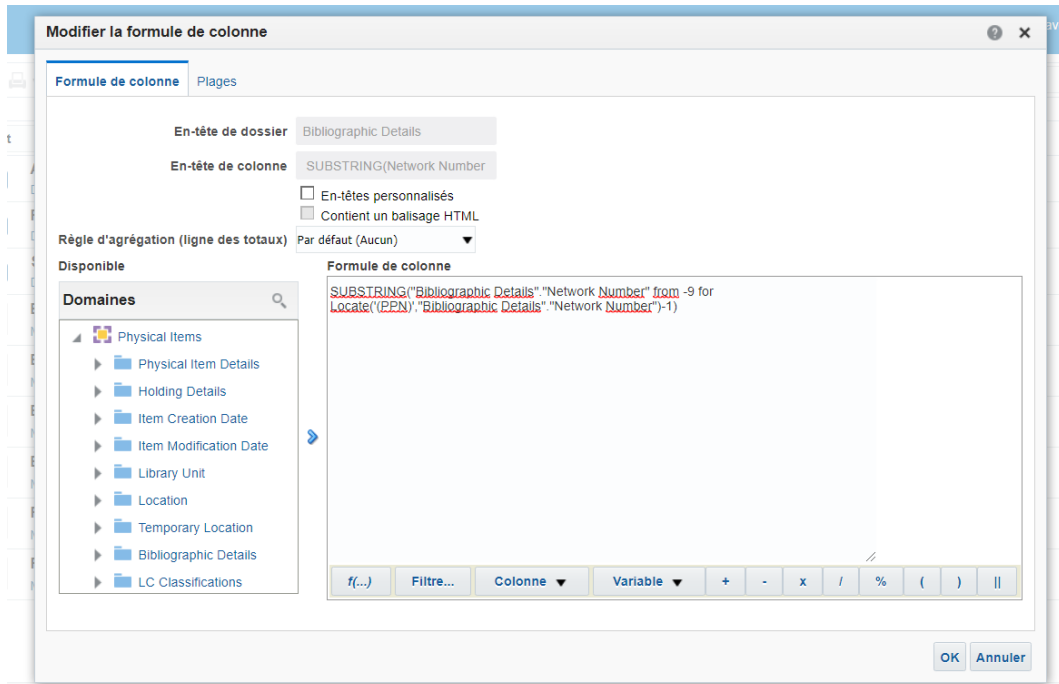 Modifier la formule de colonne
Formule de colonne
Plages
En-tête de dossier
Bibliographic Details
En-tête de colonne
SUBSTRING(Network Number
En-têtes personnalisés
Contient un balisage HTML
Règle d'agrégation (ligne des totaux)
Par défaut (Aucun)
Disponible
Formule de colonne
Domaines
SUBSTRING("Bibliographic Details"."Network Number" from -9 for
Locate('(PPN)',"Bibliographic Details"."Network Number")-1)
Physical Items
Physical Item Details
Holding Details
Item Creation Date
Item Modification Date
Library Unit
Location
Temporary Location
Bibliographic Details
LC Classifications
f(...)
Filtre...
Colonne
Variable
+
-
x
/
%
(
)
||
OK
Annuler